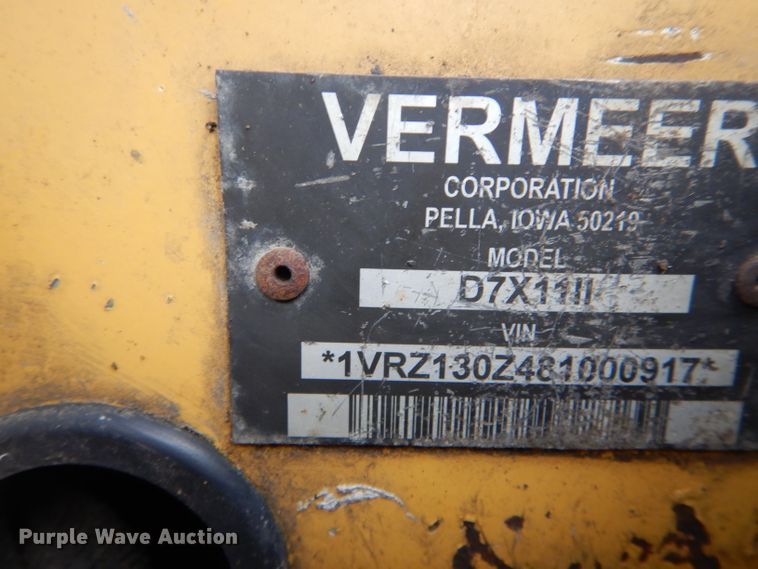 VERMEER
CORPORATION
PELLA, IOWA 50219
MODEL
D7X11II
VIN
*1VRZ130Z481000917*
Purple Wave Auction